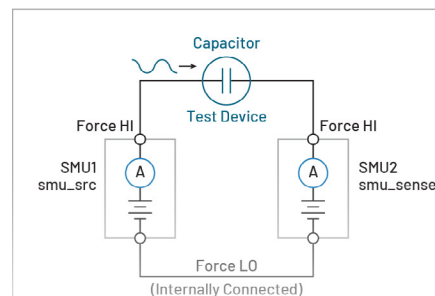 Capacitor
Test Device
Force HI
Force HI
SMU1
smu_src
A
A
SMU2
smu_sense
Force LO
(Internally Connected)